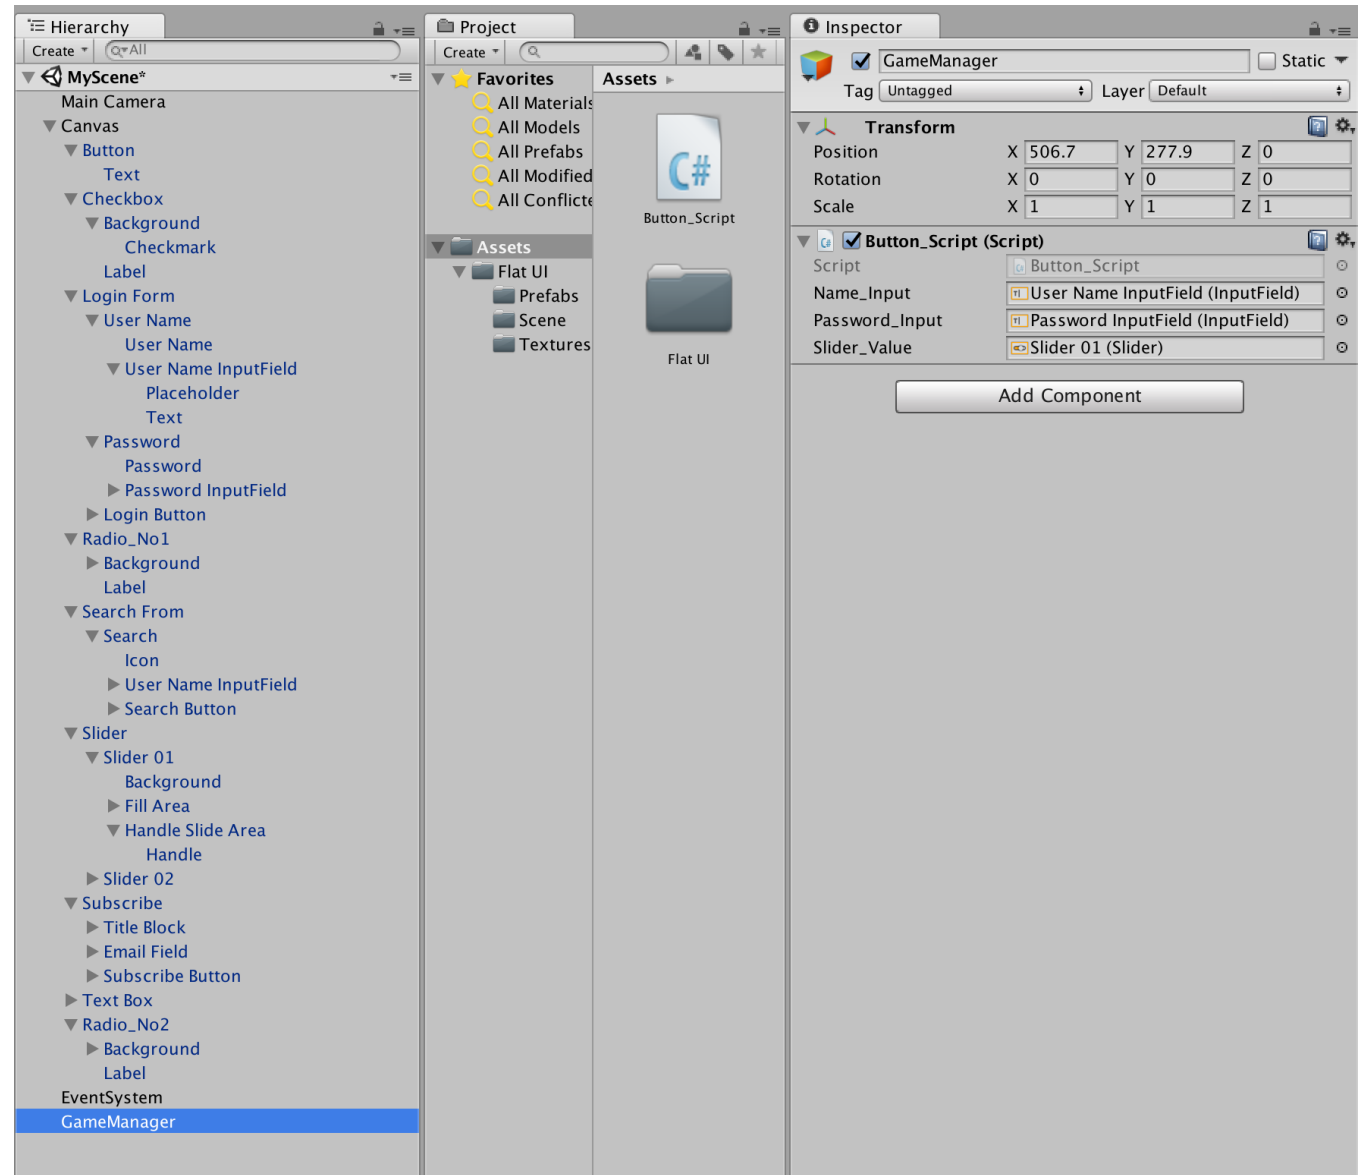 Hierarchy
Create
All
MyScene*
Main Camera
Canvas
Button
Text
Checkbox
Background
Checkmark
Label
Login Form
User Name
User Name
User Name InputField
Placeholder
Text
Password
Password
Password InputField
Login Button
Radio_No1
Background
Label
Search From
Search
Icon
User Name InputField
Search Button
Slider
Slider 01
Background
Fill Area
Handle Slide Area
Handle
Slider 02
Subscribe
Title Block
Email Field
Subscribe Button
Text Box
Radio_No2
Background
Label
EventSystem
GameManager
Project
Create
Favorites
All Materials
All Models
All Prefabs
All Modified
All Conflicte
Assets
Flat UI
Prefabs
Scene
Textures
Assets
C#
Button_Script
Flat UI
Inspector
GameManager
Static
Tag Untagged Layer Default
Transform
Position X 506.7 Y 277.9 Z 0
Rotation X 0 Y 0 Z 0
Scale X 1 Y 1 Z 1
Button_Script (Script)
Script Button_Script
Name_Input User Name InputField (InputField)
Password_Input Password InputField (InputField)
Slider_Value Slider 01 (Slider)
Add Component